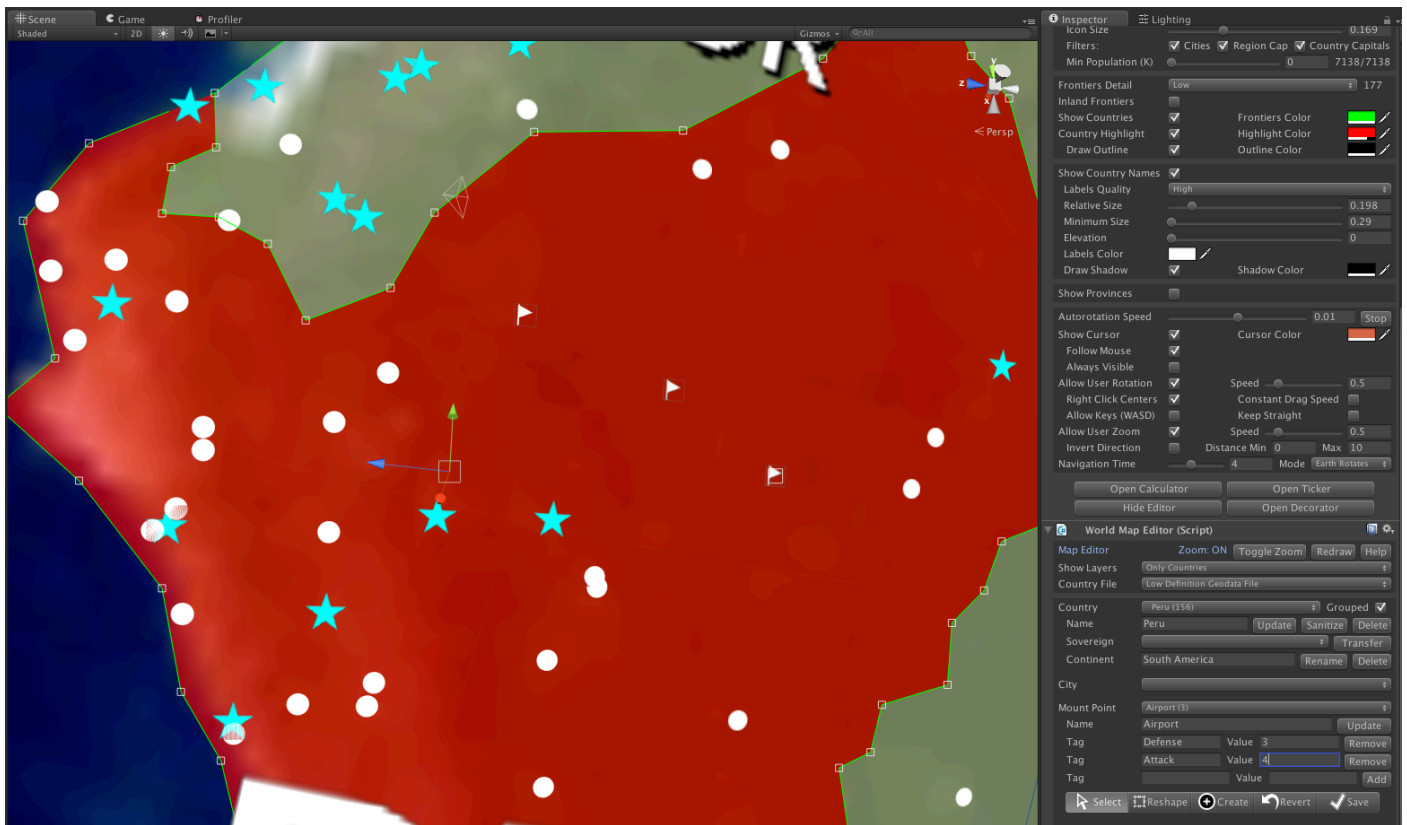 Scene Game Profiler
Shaded 2D Gizmos All
y
z
x
Persp
Inspector Lighting
Icon Size 0.169
Filters: Cities Region Cap Country Capitals
Min Population (K) 0 7138/7138
Frontiers Detail Low 177
Inland Frontiers
Show Countries Frontiers Color
Country Highlight Highlight Color
Draw Outline Outline Color
Show Country Names
Labels Quality High
Relative Size 0.198
Minimum Size 0.29
Elevation 0
Labels Color
Draw Shadow Shadow Color
Show Provinces
Autorotation Speed 0.01 Stop
Show Cursor Cursor Color
Follow Mouse
Always Visible
Allow User Rotation Speed 0.5
Right Click Centers Constant Drag Speed
Allow Keys (WASD) Keep Straight
Allow User Zoom Speed 0.5
Invert Direction Distance Min 0 Max 10
Navigation Time 4 Mode Earth Rotates
Open Calculator Open Ticker
Hide Editor Open Decorator
World Map Editor (Script)
Map Editor Zoom: ON Toggle Zoom Redraw Help
Show Layers Only Countries
Country File Low Definition Geodata File
Country Peru (156) Grouped
Name Peru Update Sanitize Delete
Sovereign Transfer
Continent South America Rename Delete
City
Mount Point Airport (3)
Name Airport Update
Tag Defense Value 3 Remove
Tag Attack Value 4 Remove
Tag Value Add
Select Reshape Create Revert Save